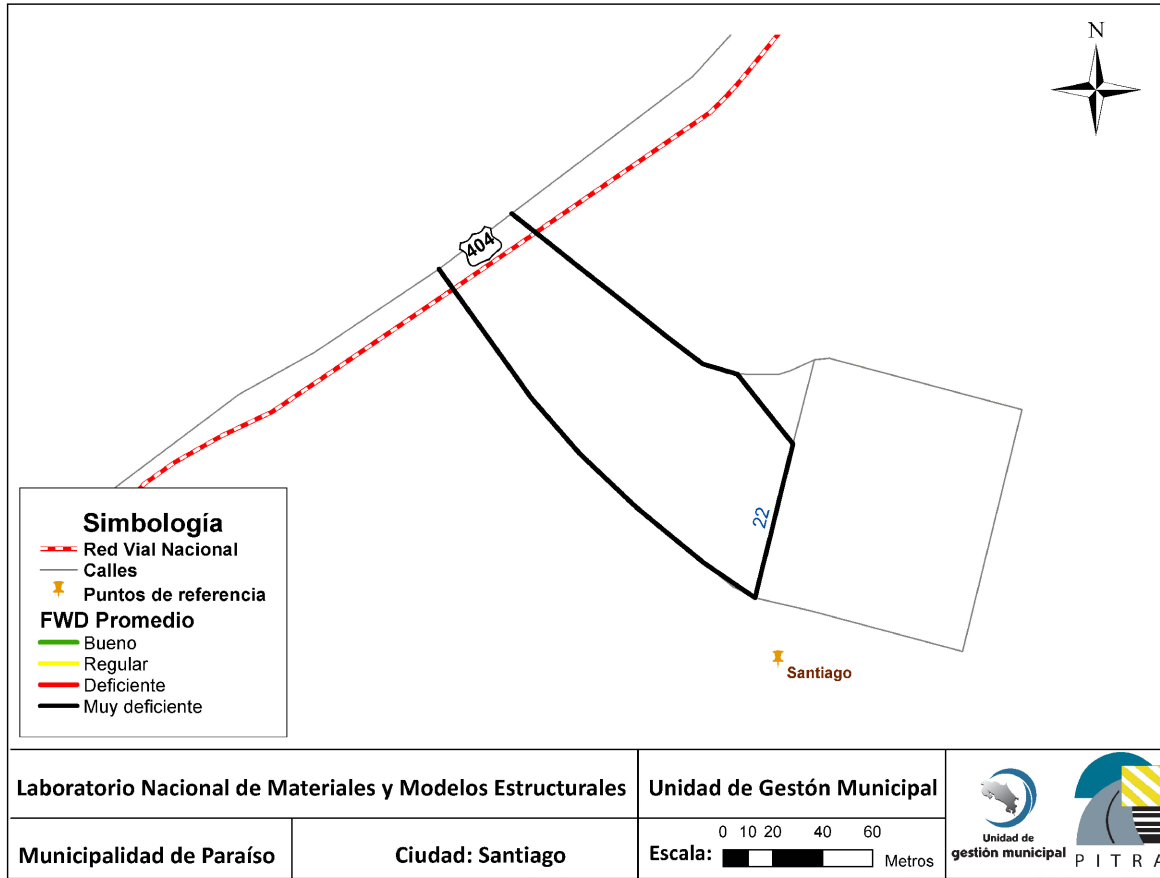 N
404
22
Santiago
Simbología
Red Vial Nacional
Calles
Puntos de referencia
FWD Promedio
Bueno
Regular
Deficiente
Muy deficiente
Laboratorio Nacional de Materiales y Modelos Estructurales
Unidad de Gestón Municipal
Municipalidad de Paraíso
Ciudad: Santiago
Escala:
0 10 20 40 60
Metros
Unidad de
gestión municipal
PITRA